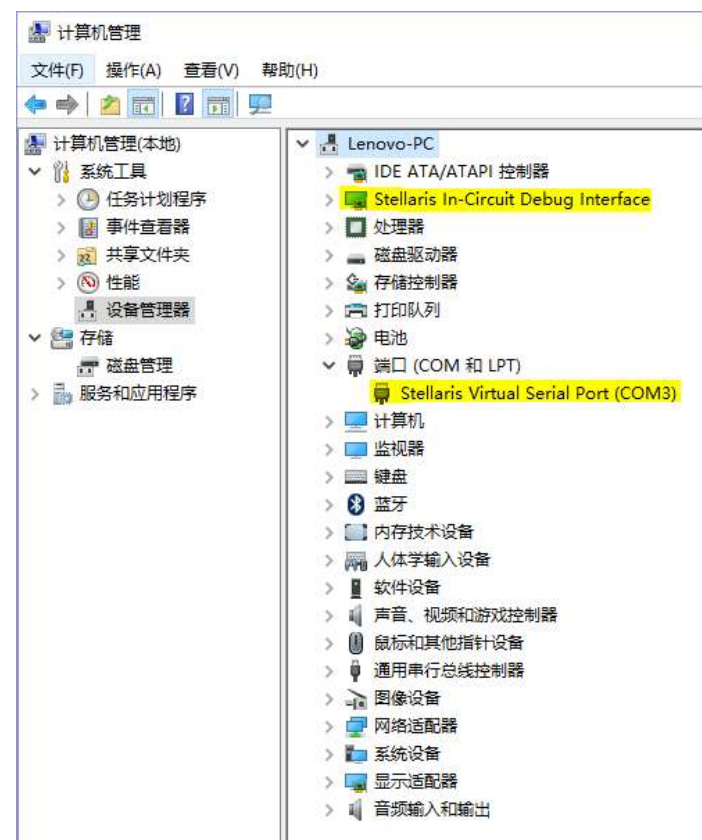 计算机管理
文件(F) 操作(A) 查看(V) 帮助(H)
计算机管理(本地)
系统工具
任务计划程序
事件查看器
共享文件夹
性能
设备管理器
存储
磁盘管理
服务和应用程序
Lenovo-PC
IDE ATA/ATAPI 控制器
Stellaris In-Circuit Debug Interface
处理器
磁盘驱动器
存储控制器
打印队列
电池
端口 (COM 和 LPT)
Stellaris Virtual Serial Port (COM3)
计算机
监视器
键盘
蓝牙
内存技术设备
人体学输入设备
软件设备
声音、视频和游戏控制器
鼠标和其他指针设备
通用串行总线控制器
图像设备
网络适配器
系统设备
显示适配器
音频输入和输出